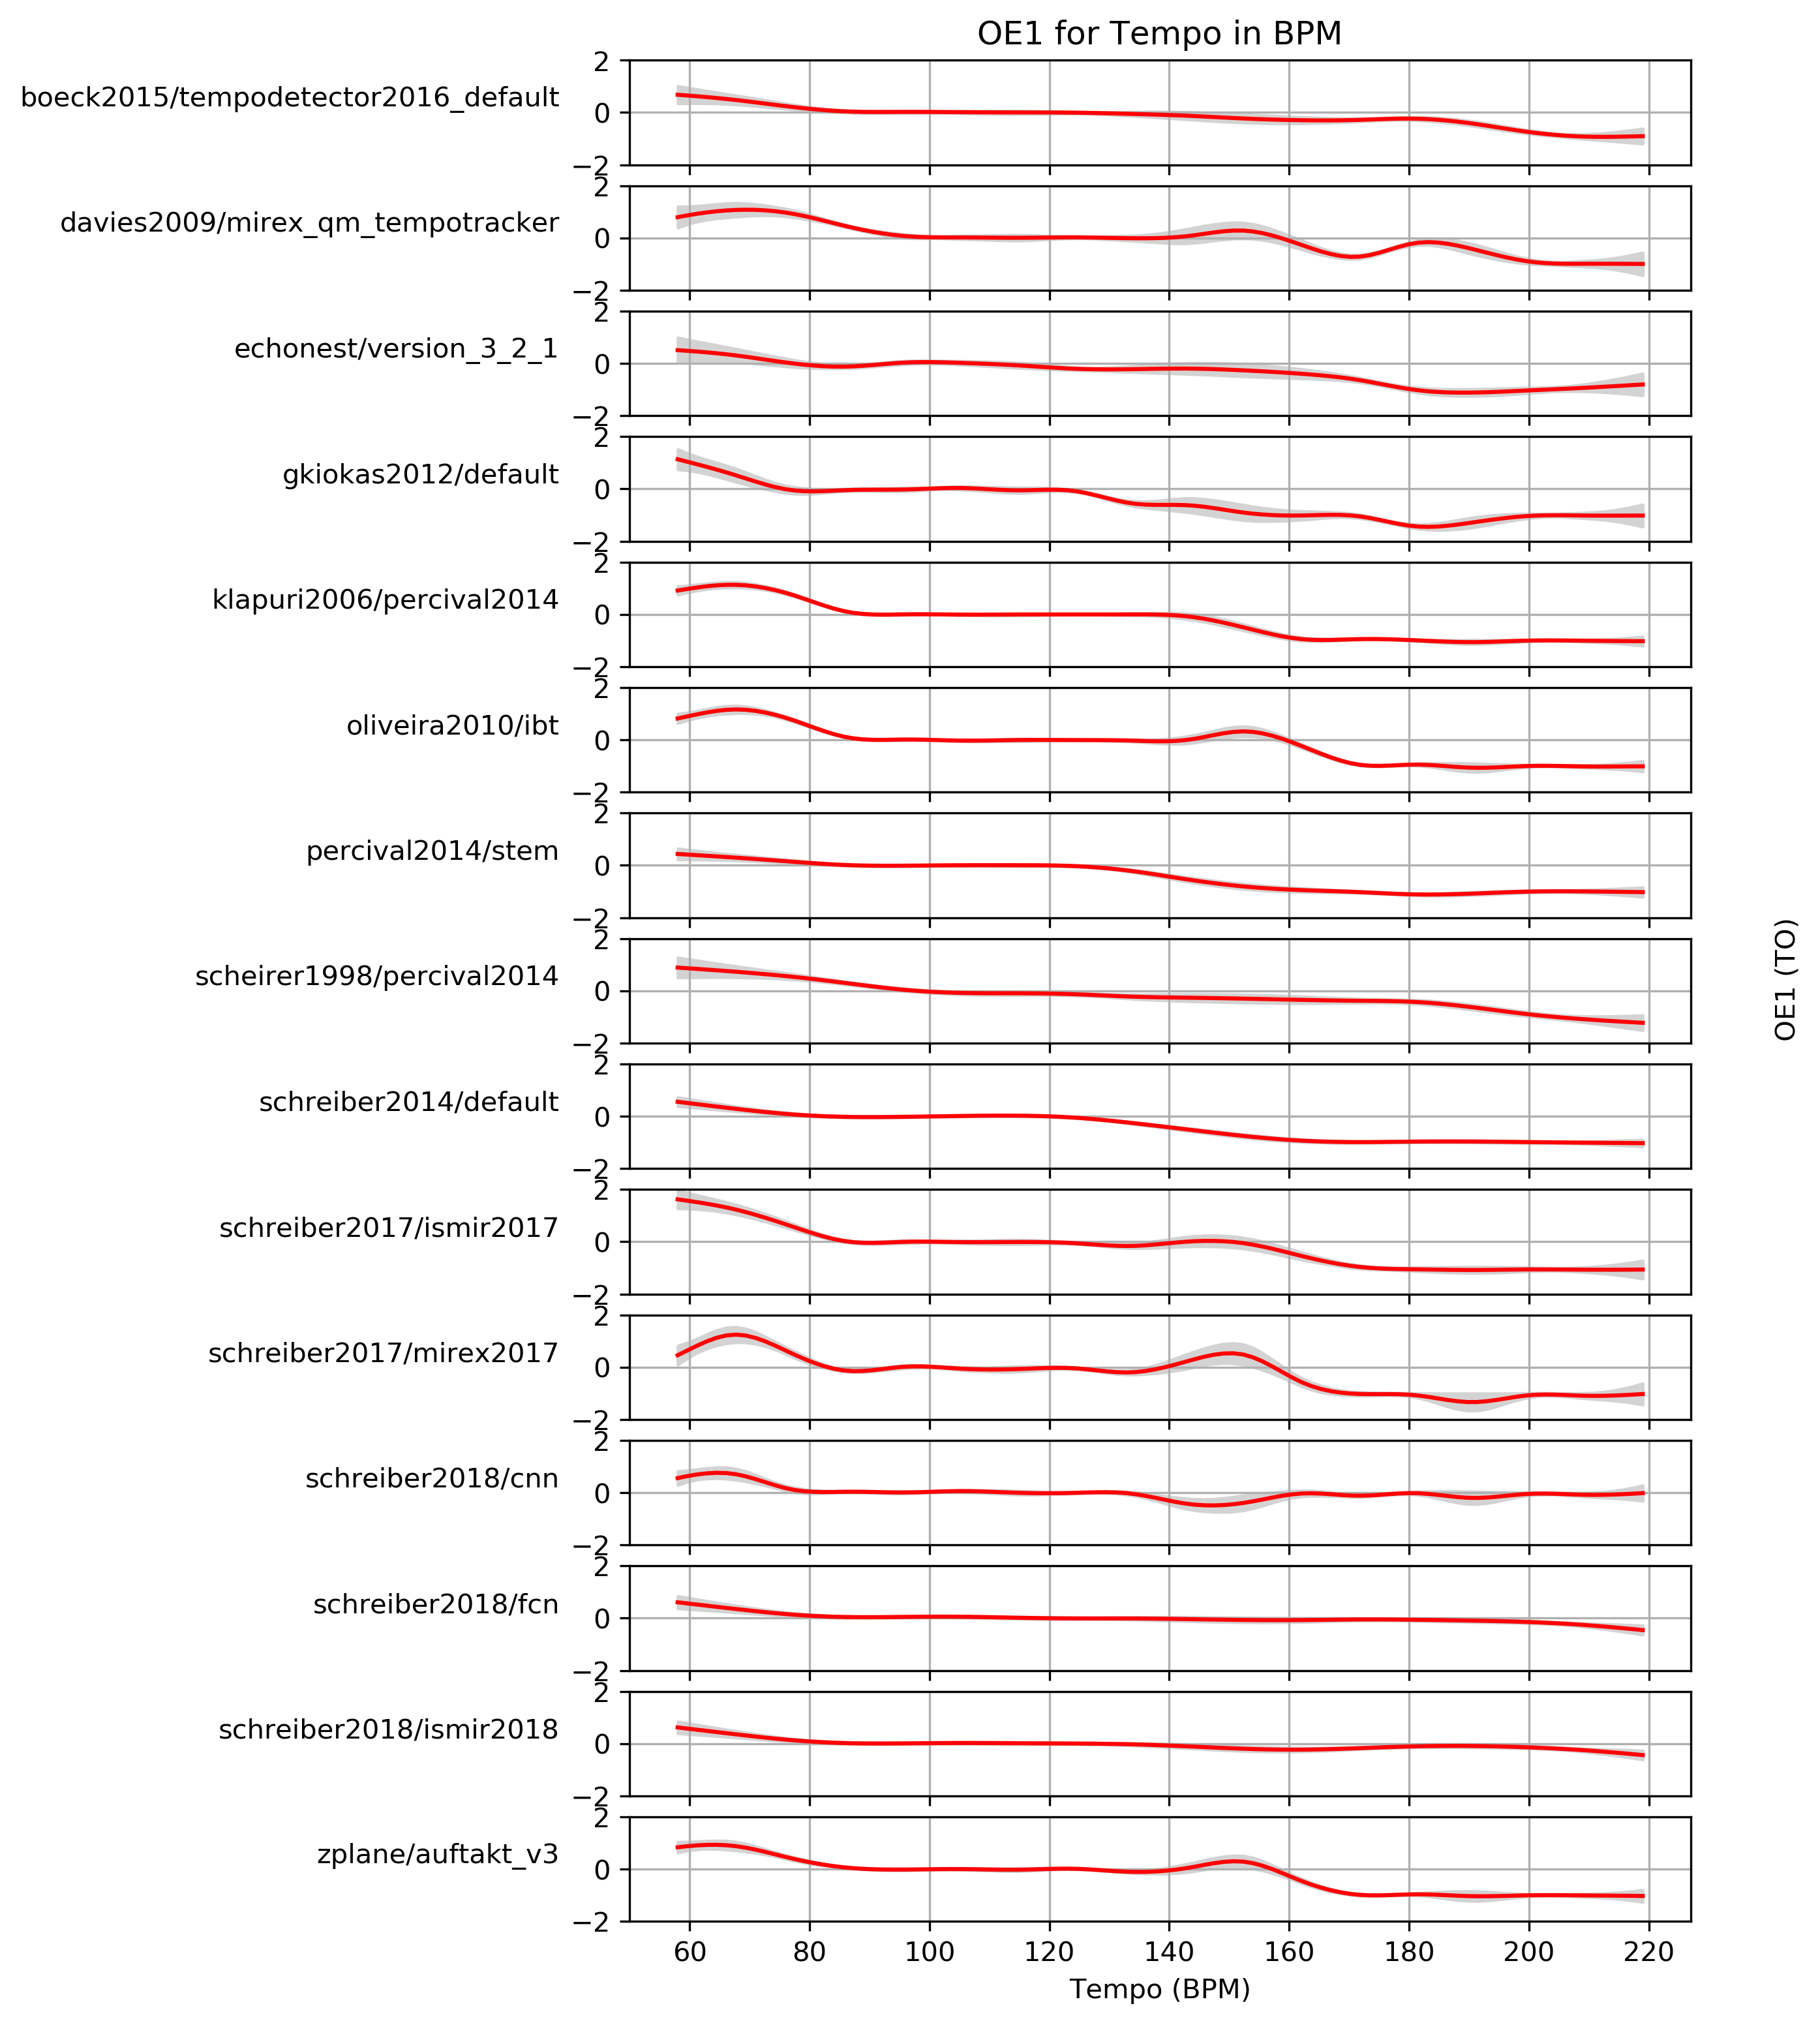 OE1 for Tempo in BPM
boeck2015/tempodetector2016_default
2
0
−2
davies2009/mirex_qm_tempotracker
2
0
−2
echonest/version_3_2_1
2
0
−2
gkiokas2012/default
2
0
−2
klapuri2006/percival2014
2
0
−2
oliveira2010/ibt
2
0
−2
percival2014/stem
2
0
−2
scheirer1998/percival2014
2
0
−2
schreiber2014/default
2
0
−2
schreiber2017/ismir2017
2
0
−2
schreiber2017/mirex2017
2
0
−2
schreiber2018/cnn
2
0
−2
schreiber2018/fcn
2
0
−2
schreiber2018/ismir2018
2
0
−2
zplane/auftakt_v3
2
0
−2
60 80 100 120 140 160 180 200 220
Tempo (BPM)
OE1 (TO)